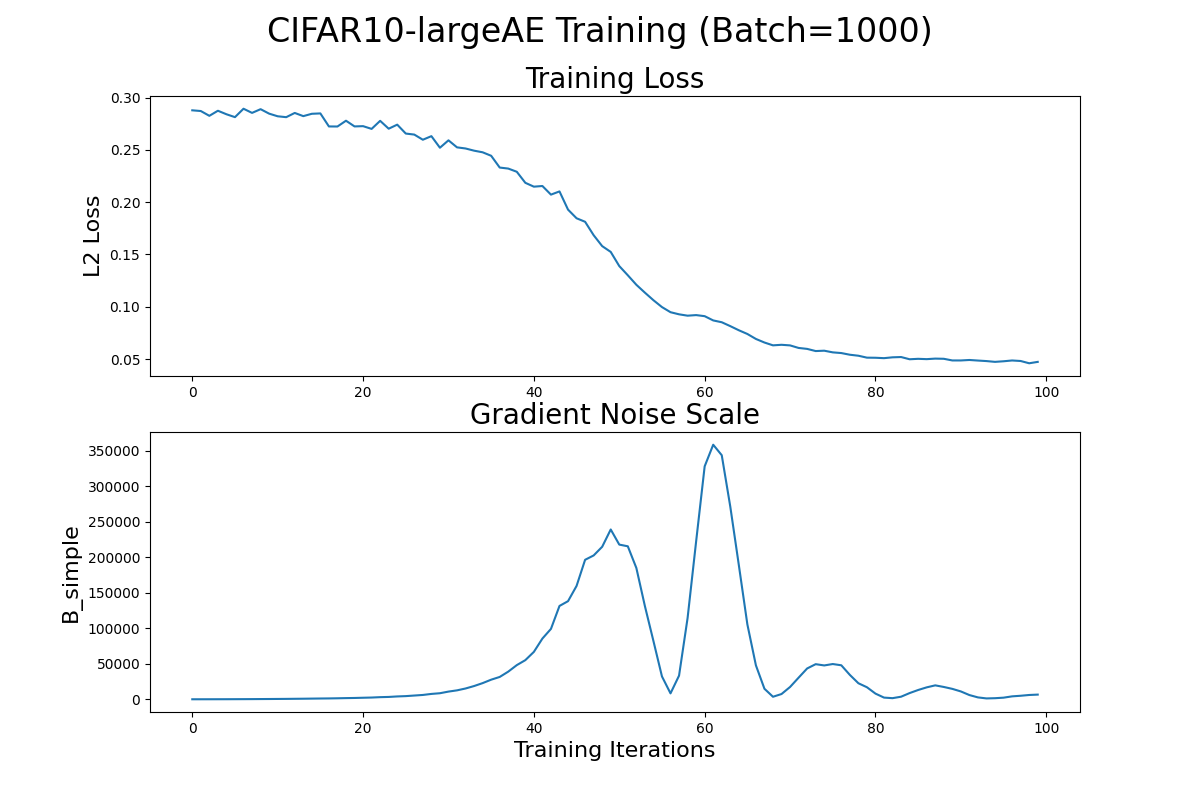 CIFAR10-largeAE Training (Batch=1000)
Training Loss
L2 Loss
0.30
0.25
0.20
0.15
0.10
0.05
0 20 40 60 80 100
Gradient Noise Scale
B_simple
350000
300000
250000
200000
150000
100000
50000
0
0 20 40 60 80 100
Training Iterations